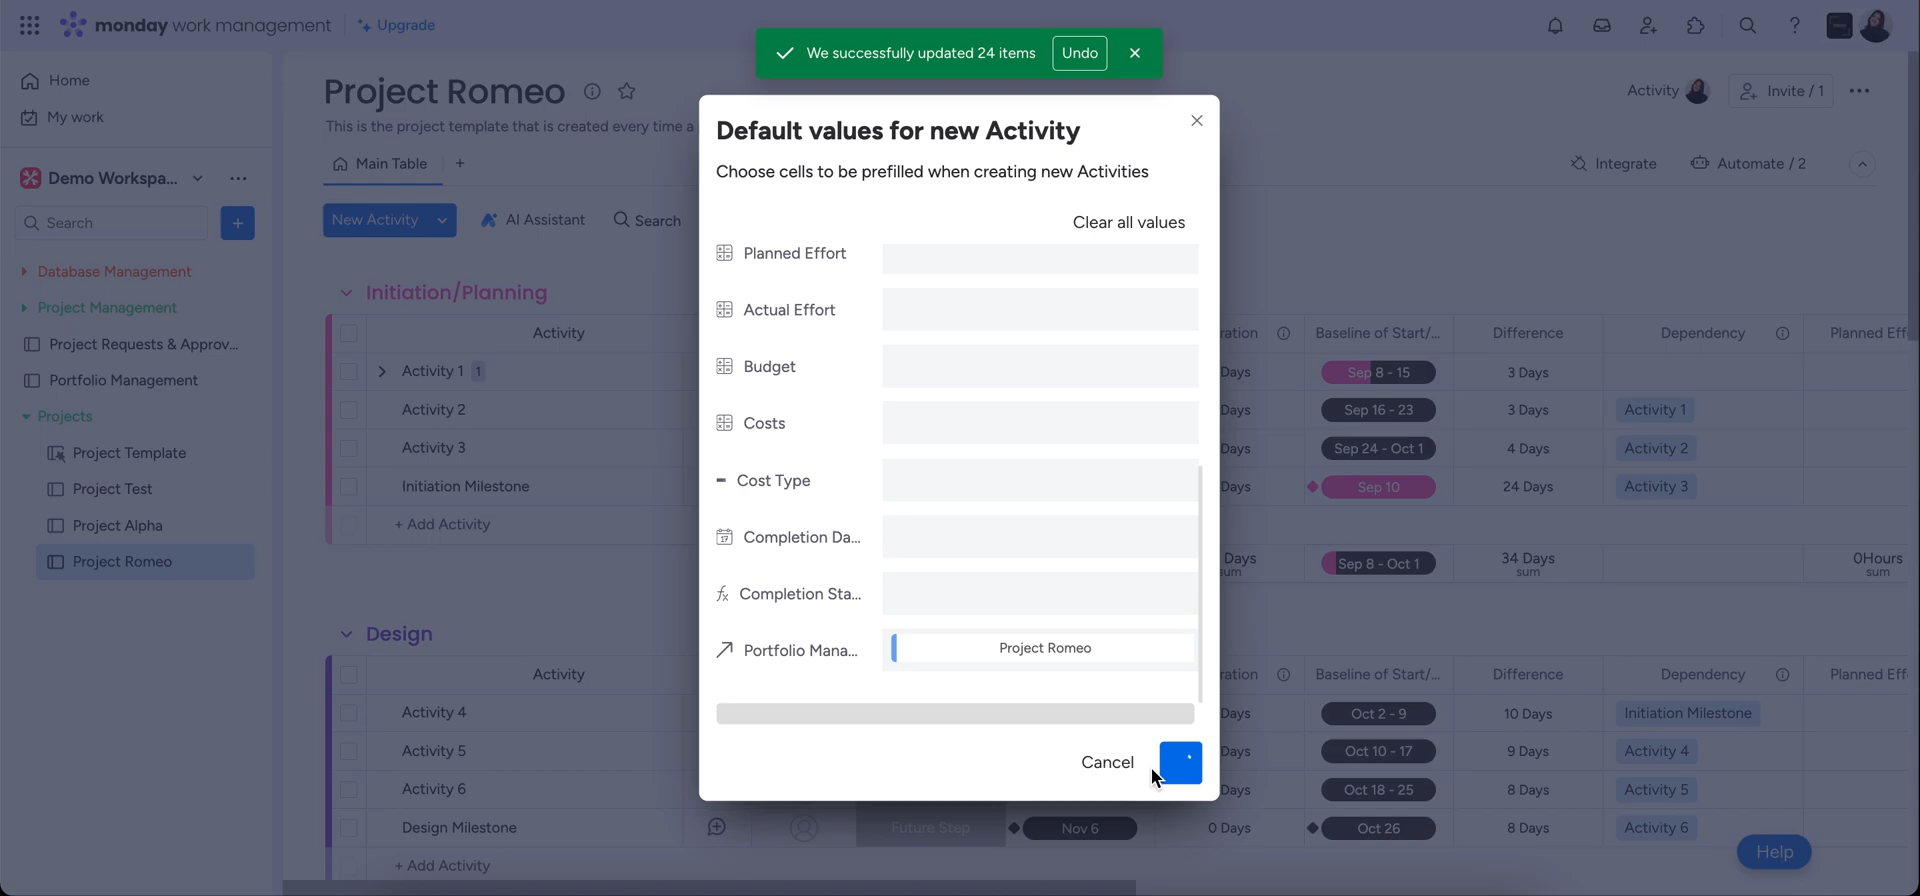 monday work management
Upgrade
We successfully updated 24 items
Undo
Home
My work
Demo Workspa...
Search
Database Management
Project Management
Project Requests & Approv...
Portfolio Management
Projects
Project Template
Project Test
Project Alpha
Project Romeo
Project Romeo
This is the project template that is created every time a
Activity
Invite / 1
Main Table
Integrate
Automate / 2
New Activity
AI Assistant
Search
Default values for new Activity
Choose cells to be prefilled when creating new Activities
Clear all values
Planned Effort
Actual Effort
Budget
Costs
Cost Type
Completion Da...
Completion Sta...
Portfolio Mana...
Project Romeo
Cancel
Initiation/Planning
Activity
ration
Baseline of Start/...
Difference
Dependency
Planned Eff
Activity 1
1
Days
Sep 8 - 15
3 Days
Activity 2
Days
Sep 16 - 23
3 Days
Activity 1
Activity 3
Days
Sep 24 - Oct 1
4 Days
Activity 2
Initiation Milestone
Days
Sep 10
24 Days
Activity 3
+ Add Activity
Days
sum
Sep 8 - Oct 1
34 Days
sum
0Hours
sum
Design
Activity
ration
Baseline of Start/...
Difference
Dependency
Planned Eff
Activity 4
Days
Oct 2 - 9
10 Days
Initiation Milestone
Activity 5
Days
Oct 10 - 17
9 Days
Activity 4
Activity 6
Days
Oct 18 - 25
8 Days
Activity 5
Design Milestone
Future Step
Nov 6
0 Days
Oct 26
8 Days
Activity 6
+ Add Activity
Help